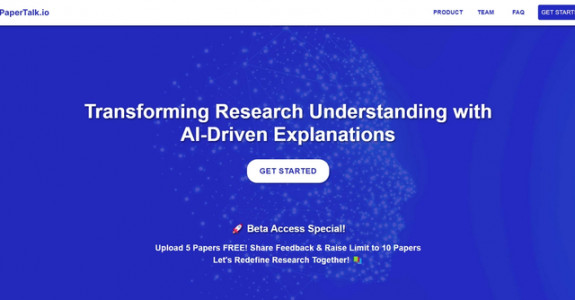 PaperTalk.io
PRODUCT TEAM FAQ GET START
Transforming Research Understanding with
AI-Driven Explanations
GET STARTED
🚀 Beta Access Special!
Upload 5 Papers FREE! Share Feedback & Raise Limit to 10 Papers
Let's Redefine Research Together! 📚